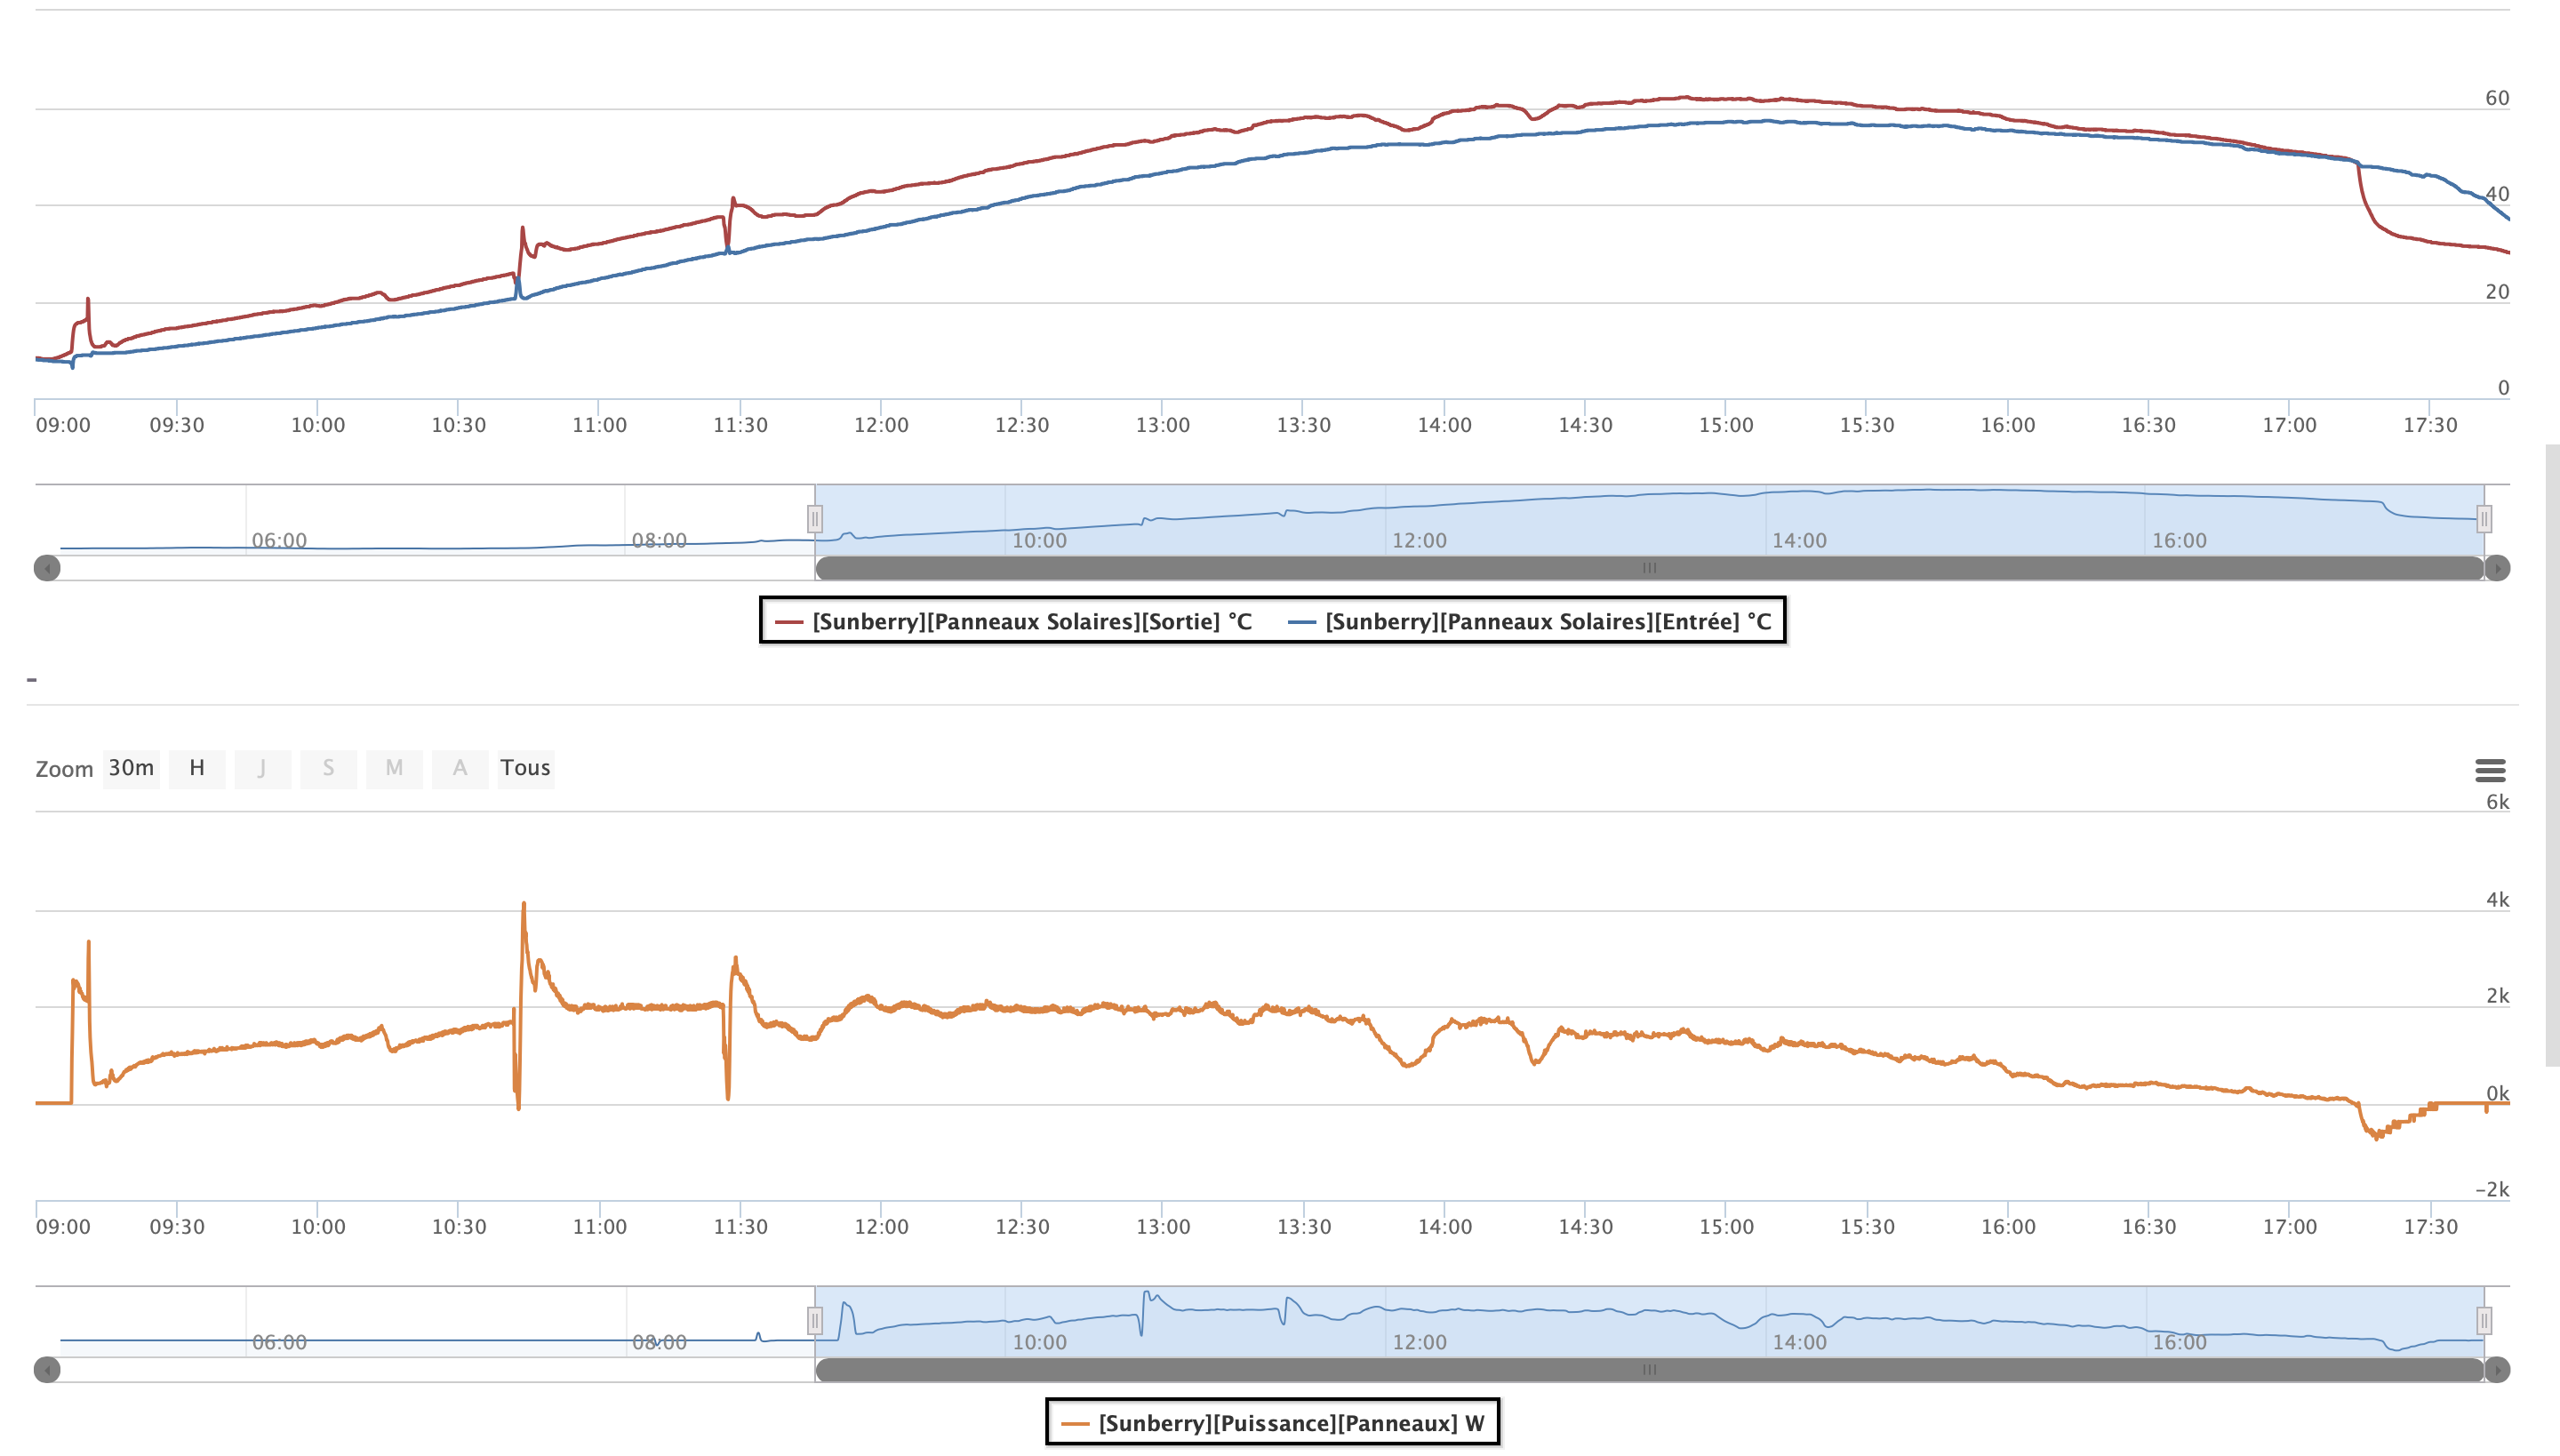 60
40
20
0
09:00 09:30 10:00 10:30 11:00 11:30 12:00 12:30 13:00 13:30 14:00 14:30 15:00 15:30 16:00 16:30 17:00 17:30
06:00 08:00 10:00 12:00 14:00 16:00
[Sunberry][Panneaux Solaires][Sortie] °C [Sunberry][Panneaux Solaires][Entrée] °C
-
Zoom 30m H J S M A Tous
6k
4k
2k
0k
-2k
09:00 09:30 10:00 10:30 11:00 11:30 12:00 12:30 13:00 13:30 14:00 14:30 15:00 15:30 16:00 16:30 17:00 17:30
06:00 08:00 10:00 12:00 14:00 16:00
[Sunberry][Puissance][Panneaux] W